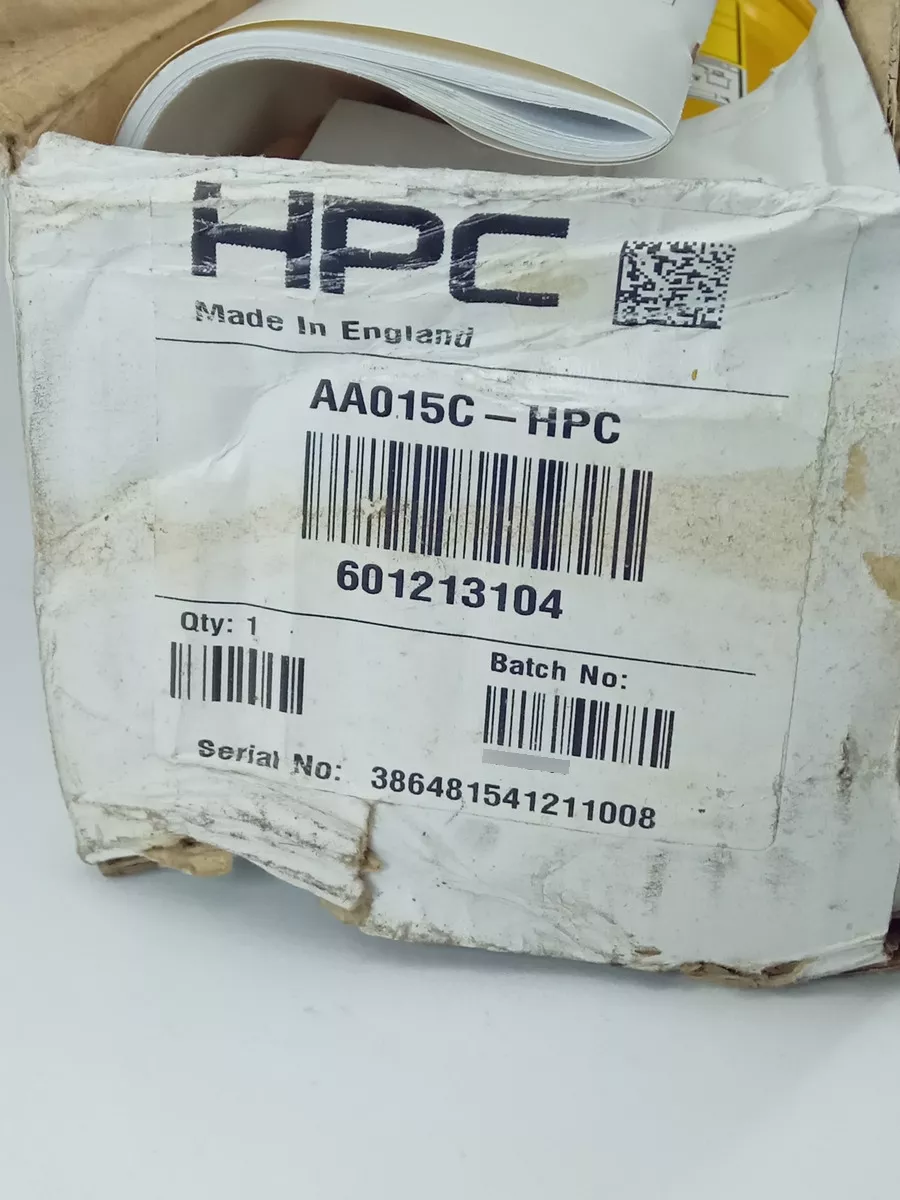 HPC
Made In England
AA015C – HPC
601213104
Qty: 1
Batch No:
Serial No: 386481541211008